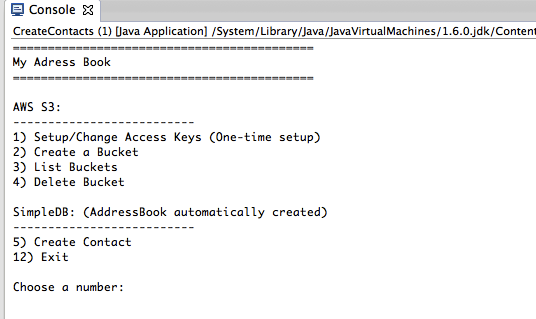 Console
CreateContacts (1) [Java Application] /System/Library/Java/JavaVirtualMachines/1.6.0.jdk/Content
===========================================
My Adress Book
===========================================
AWS S3:
--------------------------
1) Setup/Change Access Keys (One-time setup)
2) Create a Bucket
3) List Buckets
4) Delete Bucket
SimpleDB: (AddressBook automatically created)
--------------------------
5) Create Contact
12) Exit
Choose a number: